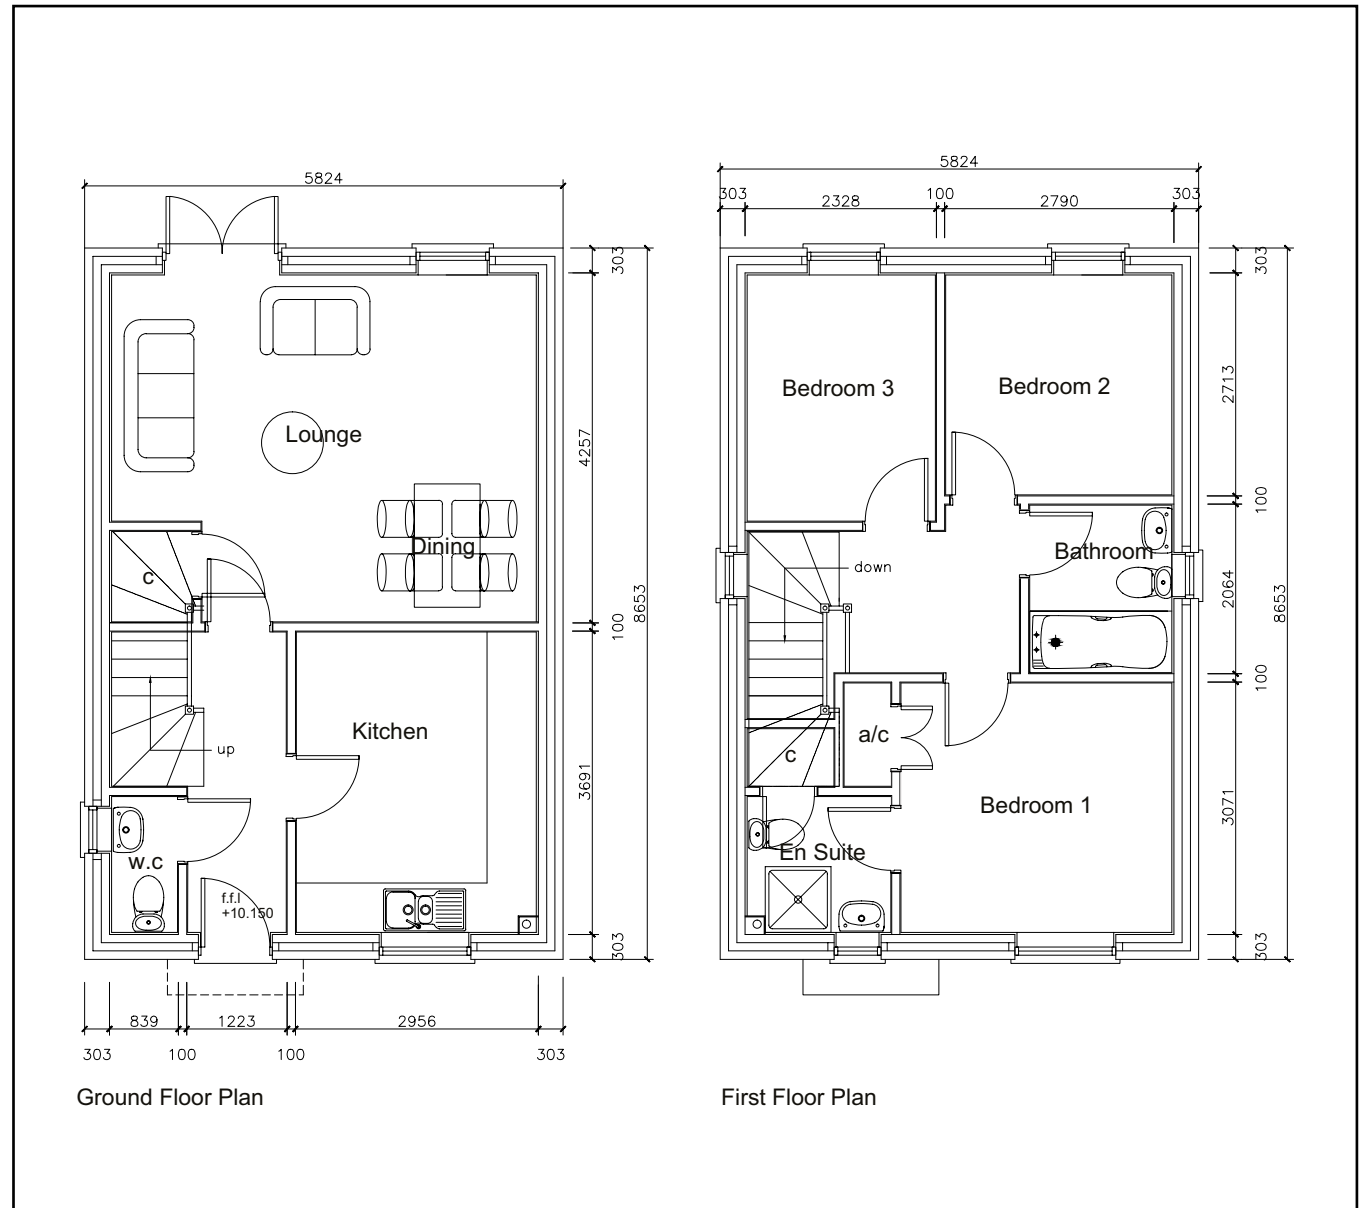 5824
303
4257
8653
100
3691
303
Lounge
Dining
c
Kitchen
up
w.c
f.f.l
+10.150
839 1223 2956
303 100 100 303
Ground Floor Plan
5824
303 100 303
2328 2790
303
2713
100
2064
8653
100
3071
303
Bedroom 3
Bedroom 2
Bathroom
down
a/c
c
Bedroom 1
En Suite
First Floor Plan